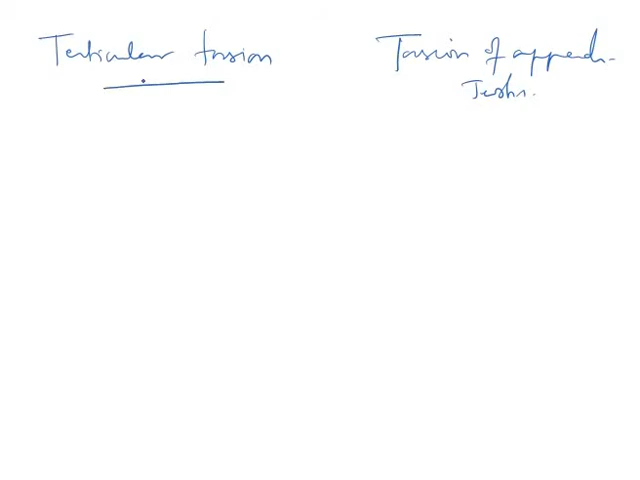 Testicular torsion
Torsion of append.
Testis.